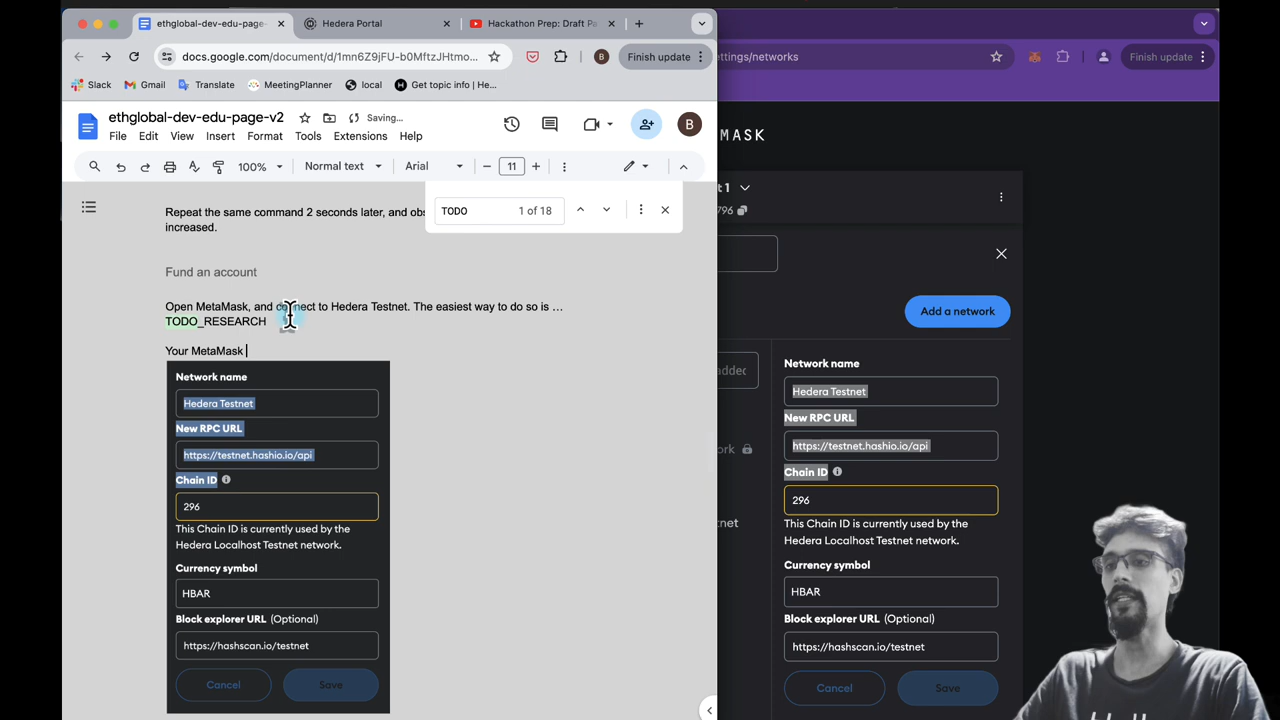 ethglobal-dev-edu-page-
Hedera Portal
Hackathon Prep: Draft Pa
docs.google.com/document/d/1mn6Z9jFU-b0MftzJHtmo...
B
Finish update
ettings/networks
Finish update
Slack
Gmail
Translate
MeetingPlanner
local
Get topic info | He...
ethglobal-dev-edu-page-v2
Saving...
B
File
Edit
View
Insert
Format
Tools
Extensions
Help
100%
Normal text
Arial
11
TODO
1 of 18
Repeat the same command 2 seconds later, and obs
increased.
Fund an account
Open MetaMask, and connect to Hedera Testnet. The easiest way to do so is …
TODO_RESEARCH
Your MetaMask
Network name
Hedera Testnet
New RPC URL
https://testnet.hashio.io/api
Chain ID
296
This Chain ID is currently used by the
Hedera Localhost Testnet network.
Currency symbol
HBAR
Block explorer URL (Optional)
https://hashscan.io/testnet
Cancel
Save
MASK
t 1
796
Add a network
addec
ork
tnet
Network name
Hedera Testnet
New RPC URL
https://testnet.hashio.io/api
Chain ID
296
This Chain ID is currently used by the
Hedera Localhost Testnet network.
Currency symbol
HBAR
Block explorer URL (Optional)
https://hashscan.io/testnet
Cancel
Save